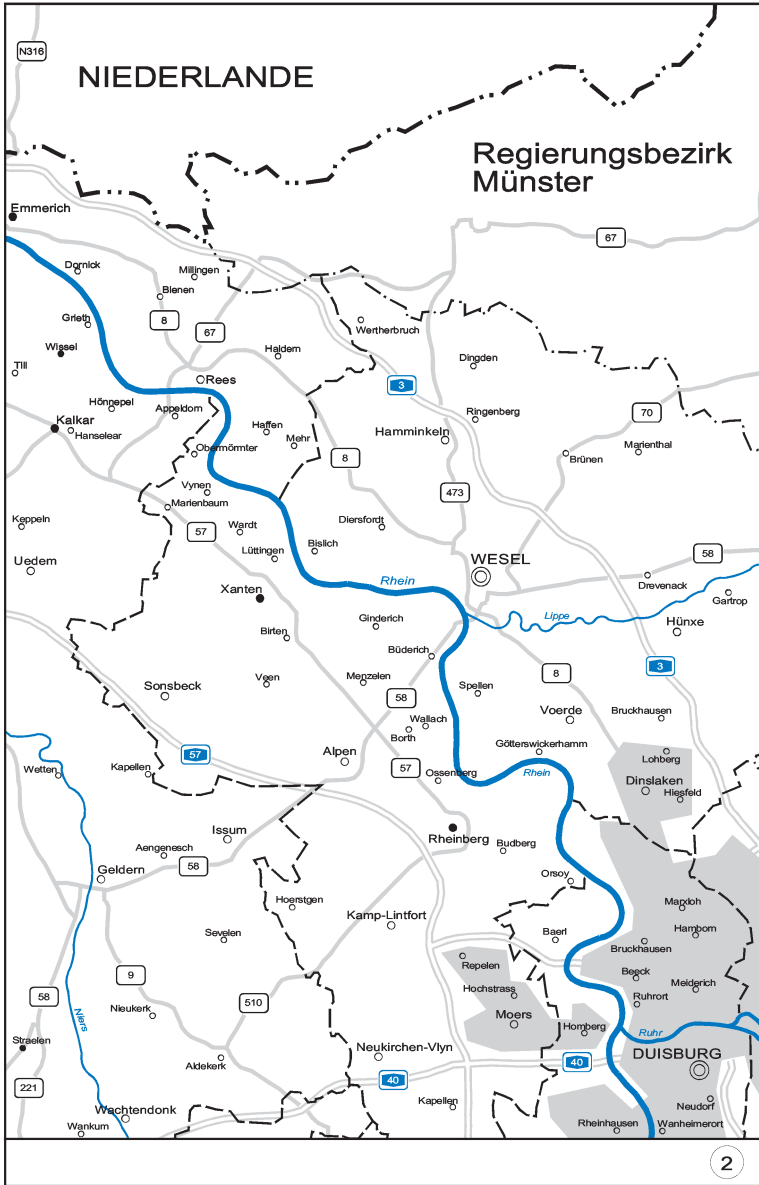 N316
NIEDERLANDE
Regierungsbezirk
Münster
Emmerich
67
Dornick
Millingen
Bienen
Grieth
8
67
Wertherbruch
Wissel
Haldern
Dingden
Till
Rees
3
Hönnepel
Appeldorn
Ringenberg
70
Kalkar
Hanselear
Haffen
Hamminkeln
Mehr
Obermörmter
8
Brünen
Marienthal
Vynen
473
Marienbaum
Keppeln
57
Wardt
Diersfordt
Lüttingen
Bislich
58
Uedem
WESEL
Rhein
Drevenack
Xanten
Gartrop
Lippe
Ginderich
Hünxe
Birten
Büderich
3
8
Veen
Menzelen
Spellen
Sonsbeck
58
Voerde
Bruckhausen
Wallach
Borth
57
Alpen
Götterswickerhamm
Lohberg
Wetten
Kapellen
57
Ossenberg
Rhein
Dinslaken
Hiesfeld
Issum
Rheinberg
Aengenesch
Budberg
58
Geldern
Orsoy
Hoerstgen
Marxloh
Kamp-Lintfort
Sevelen
Baerl
Hamborn
Bruckhausen
Repelen
9
Beeck
Hochstrass
Meiderich
58
510
Ruhrort
Nieukerk
Niers
Moers
Homberg
Ruhr
Straelen
Neukirchen-Vlyn
DUISBURG
Aldekerk
40
40
221
Kapellen
Neudorf
Wachtendonk
Wankum
Rheinhausen
Wanheimerort
2